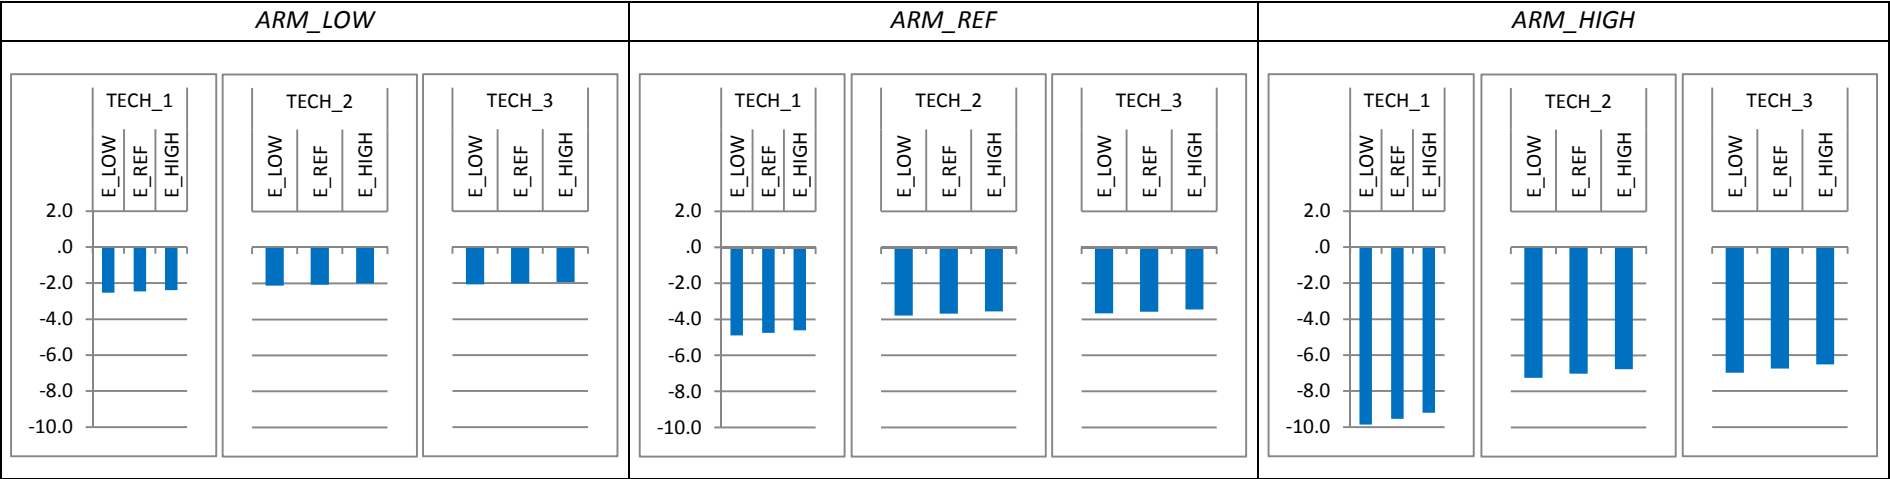 ARM_LOW ARM_REF ARM_HIGH
TECH_1 TECH_2 TECH_3 TECH_1 TECH_2 TECH_3 TECH_1 TECH_2 TECH_3
E_LOW E_REF E_HIGH E_LOW E_REF E_HIGH E_LOW E_REF E_HIGH E_LOW E_REF E_HIGH E_LOW E_REF E_HIGH E_LOW E_REF E_HIGH E_LOW E_REF E_HIGH E_LOW E_REF E_HIGH E_LOW E_REF E_HIGH
2.0 2.0 2.0
.0 .0 .0
-2.0 -2.0 -2.0
-4.0 -4.0 -4.0
-6.0 -6.0 -6.0
-8.0 -8.0 -8.0
-10.0 -10.0 -10.0